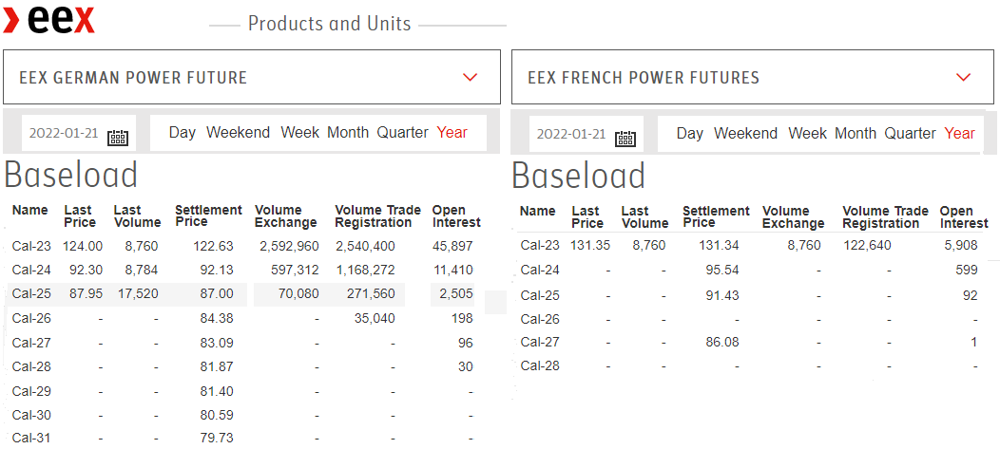 eex
Products and Units
EEX GERMAN POWER FUTURE
2022-01-21 Day Weekend Week Month Quarter Year
Baseload
Name Last Price Last Volume Settlement Price Volume Exchange Volume Trade Registration Open Interest
Cal-23 124.00 8,760 122.63 2,592,960 2,540,400 45,897
Cal-24 92.30 8,784 92.13 597,312 1,168,272 11,410
Cal-25 87.95 17,520 87.00 70,080 271,560 2,505
Cal-26 - - 84.38 - 35,040 198
Cal-27 - - 83.09 - - 96
Cal-28 - - 81.87 - - 30
Cal-29 - - 81.40 - - -
Cal-30 - - 80.59 - - -
Cal-31 - - 79.73 - - -
EEX FRENCH POWER FUTURES
2022-01-21 Day Weekend Week Month Quarter Year
Baseload
Name Last Price Last Volume Settlement Price Volume Exchange Volume Trade Registration Open Interest
Cal-23 131.35 8,760 131.34 8,760 122,640 5,908
Cal-24 - - 95.54 - - 599
Cal-25 - - 91.43 - - 92
Cal-26 - - - - - -
Cal-27 - - 86.08 - - 1
Cal-28 - - - - - -